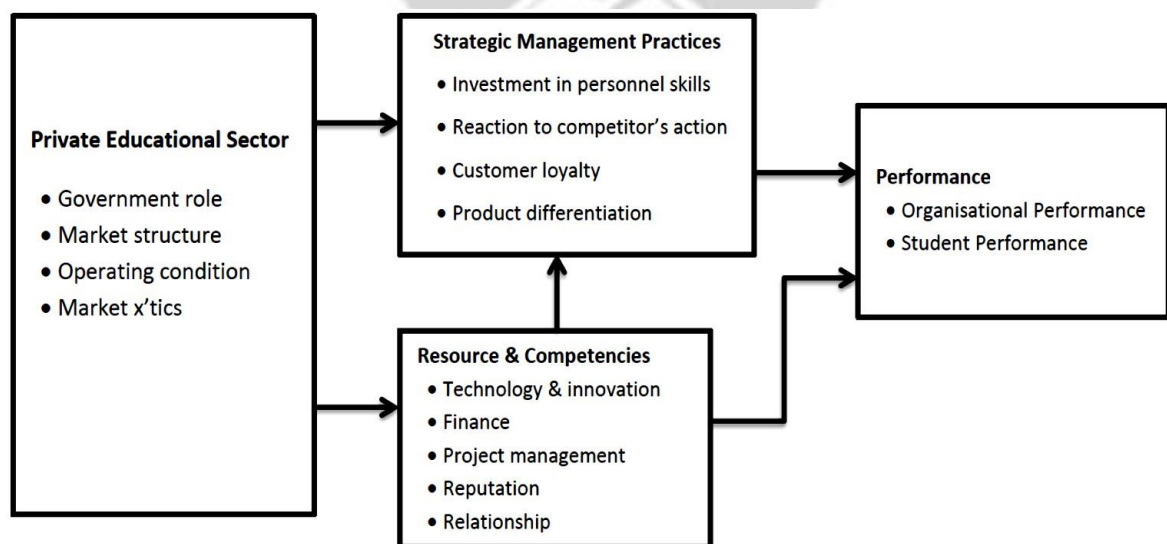 Private Educational Sector
• Government role
• Market structure
• Operating condition
• Market x'tics
Strategic Management Practices
• Investment in personnel skills
• Reaction to competitor's action
• Customer loyalty
• Product differentiation
Resource & Competencies
• Technology & innovation
• Finance
• Project management
• Reputation
• Relationship
Performance
• Organisational Performance
• Student Performance